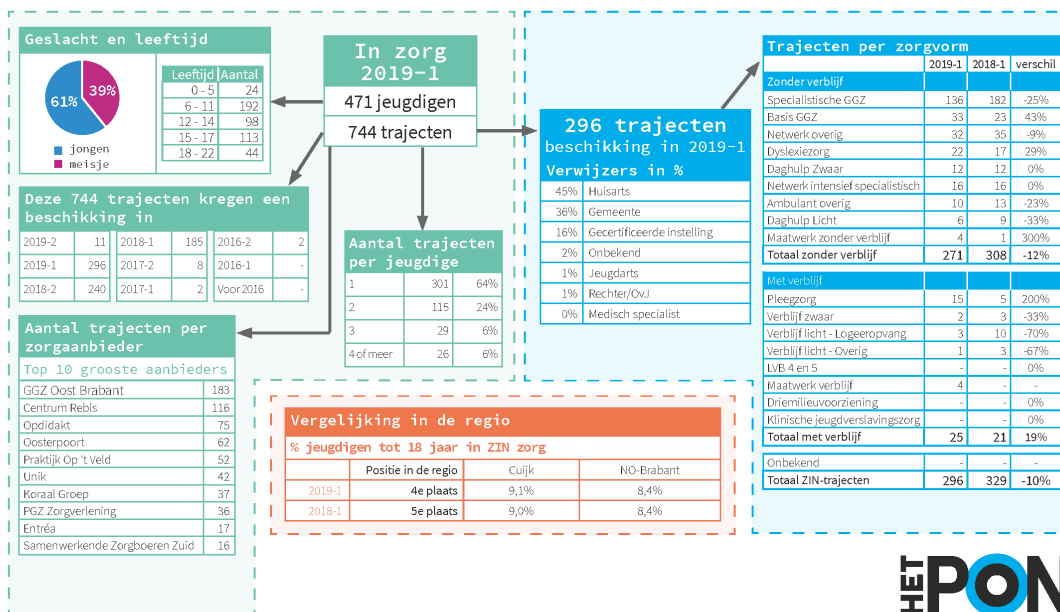 Geslacht en leeftijd
61%
39%
jongen
meisje
Leeftijd Aantal
0 - 5 24
6 - 11 192
12 - 14 98
15 - 17 113
18 - 22 44
In zorg
2019-1
471 jeugdigen
744 trajecten
Deze 744 trajecten kregen een
beschikking in
2019-2 11 2018-1 185 2016-2 2
2019-1 296 2017-2 8 2016-1 -
2018-2 240 2017-1 2 Voor 2016 -
Aantal trajecten
per jeugdige
1 301 64%
2 115 24%
3 29 6%
4 of meer 26 6%
Aantal trajecten per
zorgaanbieder
Top 10 grooste aanbieders
GGZ Oost Brabant 183
Centrum Rebis 116
Opdidakt 75
Oosterpoort 62
Praktijk Op 't Veld 52
Unik 42
Koraal Groep 37
PGZ Zorgverlening 36
Entréa 17
Samenwerkende Zorgboeren Zuid 16
296 trajecten
beschikking in 2019-1
Verwijzers in %
45% Huisarts
36% Gemeente
16% Gecertificeerde instelling
2% Onbekend
1% Jeugdarts
1% Rechter/OvJ
0% Medisch specialist
Trajecten per zorgvorm
2019-1 2018-1 verschil
Zonder verblijf
Specialistische GGZ 136 182 -25%
Basis GGZ 33 23 43%
Netwerk overig 32 35 -9%
Dyslexiezorg 22 17 29%
Daghulp Zwaar 12 12 0%
Netwerk intensief specialistisch 16 16 0%
Ambulant overig 10 13 -23%
Daghulp Licht 6 9 -33%
Maatwerk zonder verblijf 4 1 300%
Totaal zonder verblijf 271 308 -12%
Met verblijf
Pleegzorg 15 5 200%
Verblijf zwaar 2 3 -33%
Verblijf licht - Logeeropvang 3 10 -70%
Verblijf licht - Overig 1 3 -67%
LVB 4 en 5 - - 0%
Maatwerk verblijf 4 - -
Driemilieuvoorziening - - 0%
Klinische jeugdverslavingszorg - - 0%
Totaal met verblijf 25 21 19%
Onbekend - - -
Totaal ZIN-trajecten 296 329 -10%
Vergelijking in de regio
% jeugdigen tot 18 jaar in ZIN zorg
Positie in de regio Cuijk NO-Brabant
2019-1 4e plaats 9,1% 8,4%
2018-1 5e plaats 9,0% 8,4%
HET PON